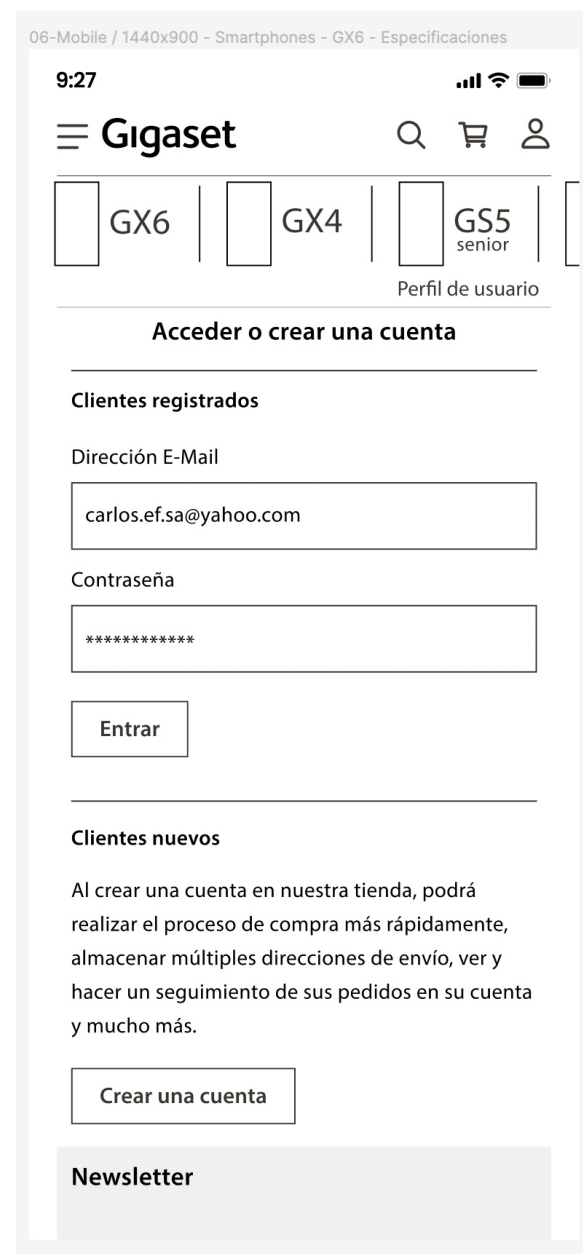 06-Mobile / 1440x900 - Smartphones - GX6 - Especificaciones
9:27
Gigaset
GX6 GX4 GS5
senior
Perfil de usuario
Acceder o crear una cuenta
Clientes registrados
Dirección E-Mail
carlos.ef.sa@yahoo.com
Contraseña
************
Entrar
Clientes nuevos
Al crear una cuenta en nuestra tienda, podrá
realizar el proceso de compra más rápidamente,
almacenar múltiples direcciones de envío, ver y
hacer un seguimiento de sus pedidos en su cuenta
y mucho más.
Crear una cuenta
Newsletter